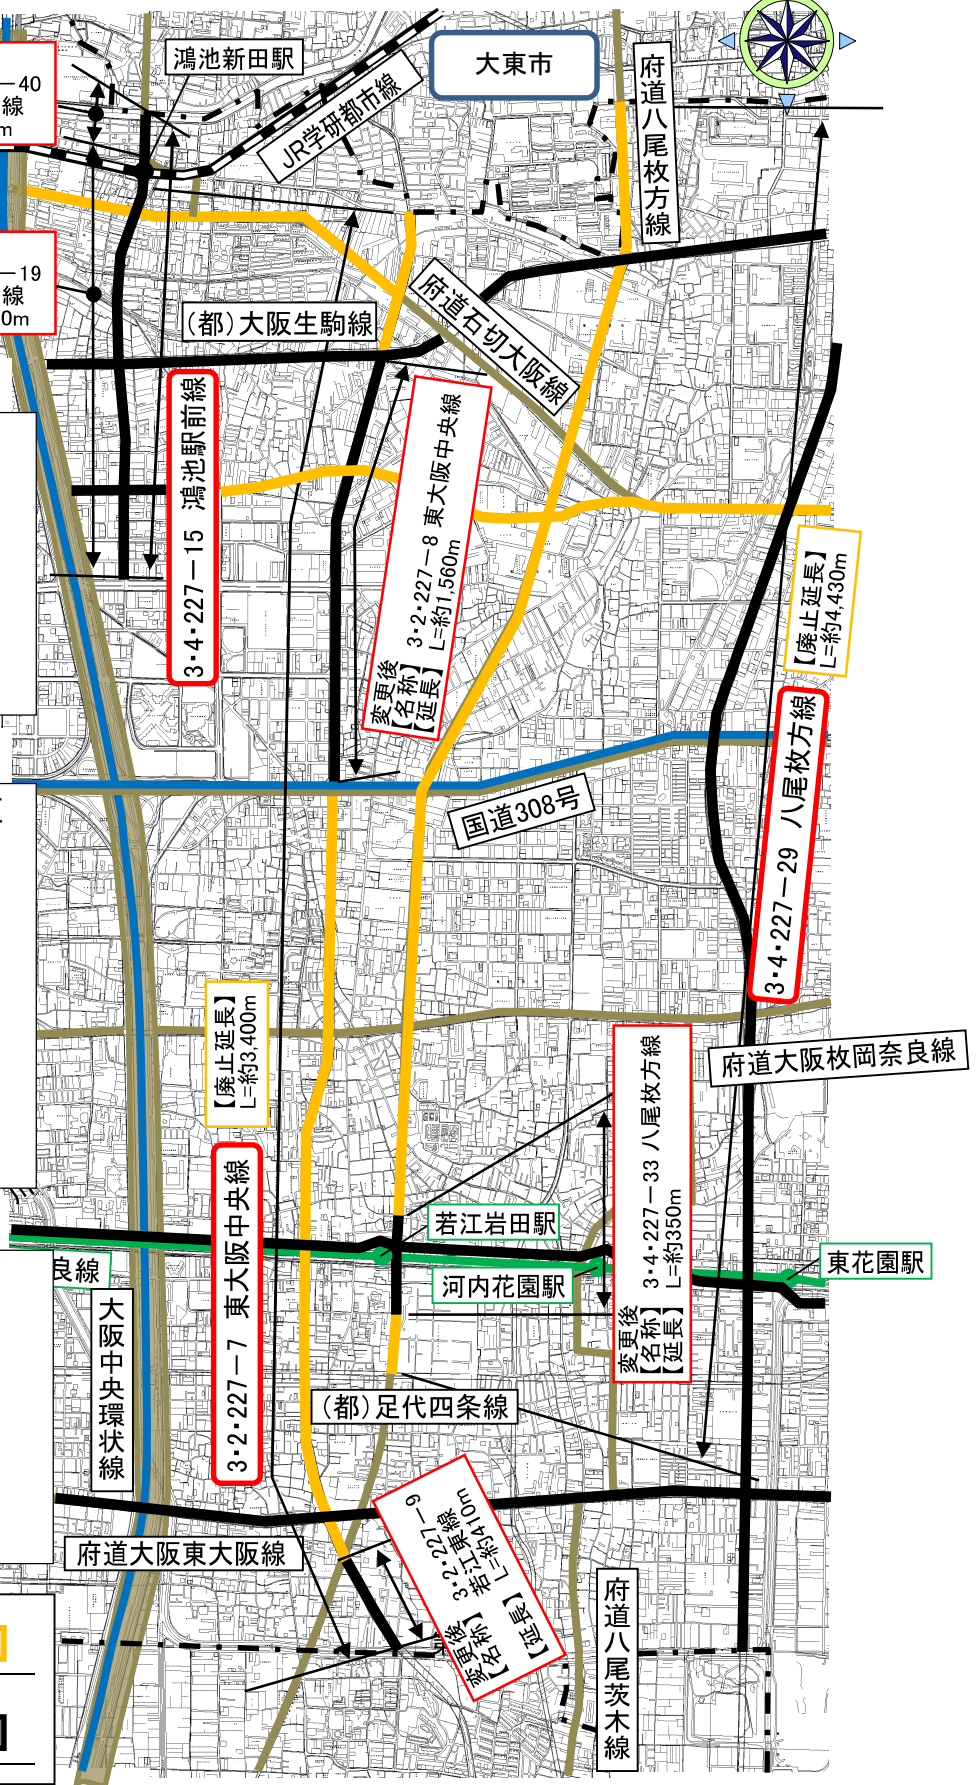 鴻池新田駅
大東市
府道八尾枚方線
－40
線
m
JR学研都市線
－19
線
0m
(都)大阪生駒線
府道石切大阪線
3・4・227－15 鴻池駅前線
変更後
【名称】 3・2・227－8 東大阪中央線
【延長】 L=約1,560m
【廃止延長】
L=約4,430m
3・4・227－29 八尾枚方線
国道308号
【廃止延長】
L=約3,400m
府道大阪枚岡奈良線
変更後
【名称】 3・4・227－33 八尾枚方線
【延長】 L=約350m
3・2・227－7 東大阪中央線
若江岩田駅
河内花園駅
東花園駅
良線
大阪中央環状線
(都)足代四条線
府道大阪東大阪線
変更後
【名称】 3・2・227－9
若江東線
【延長】 L=約410m
府道八尾茨木線